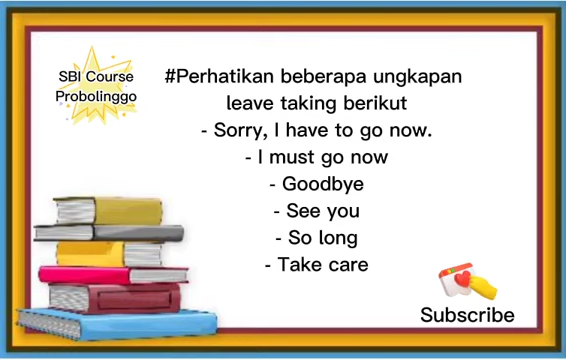 SBI Course
Probolinggo
#Perhatikan beberapa ungkapan
leave taking berikut
- Sorry, I have to go now.
- I must go now
- Goodbye
- See you
- So long
- Take care
Subscribe